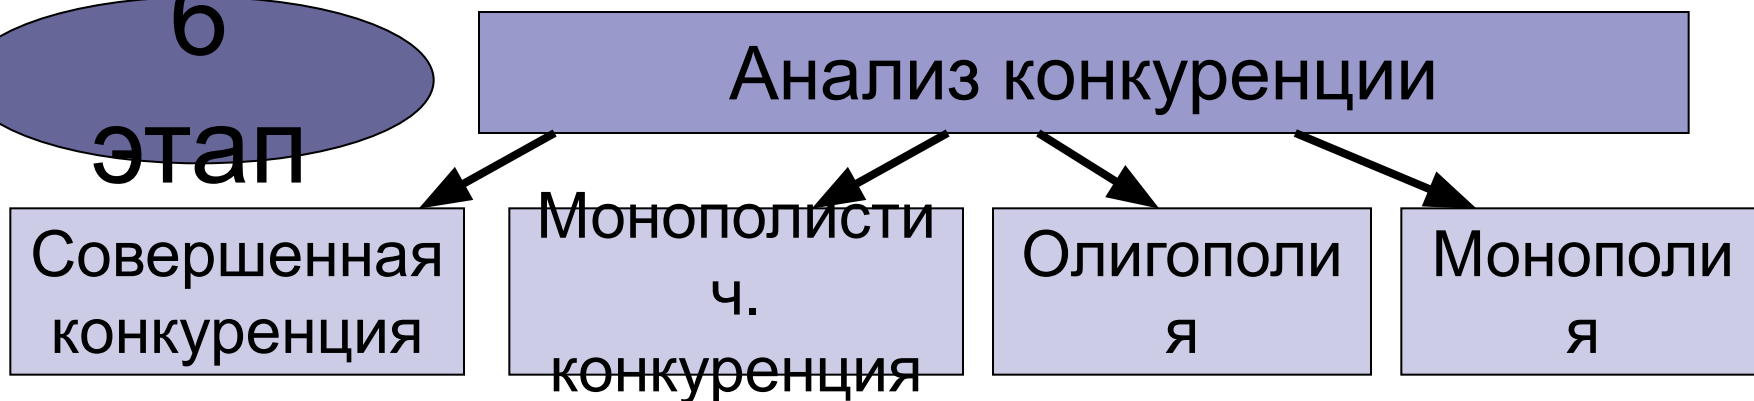 6
этап
Анализ конкуренции
Совершенная
конкуренция
Монополисти
ч.
конкуренция
Олигополи
я
Монополи
я